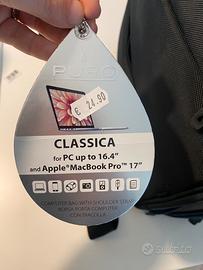 PURO
€ 24.90
CLASSICA
for PC up to 16.4"
and Apple® MacBook Pro™ 17"
COMPUTER BAG WITH SHOULDER STRAP
BORSA PORTA COMPUTER
CON TRACOLLA
Subito